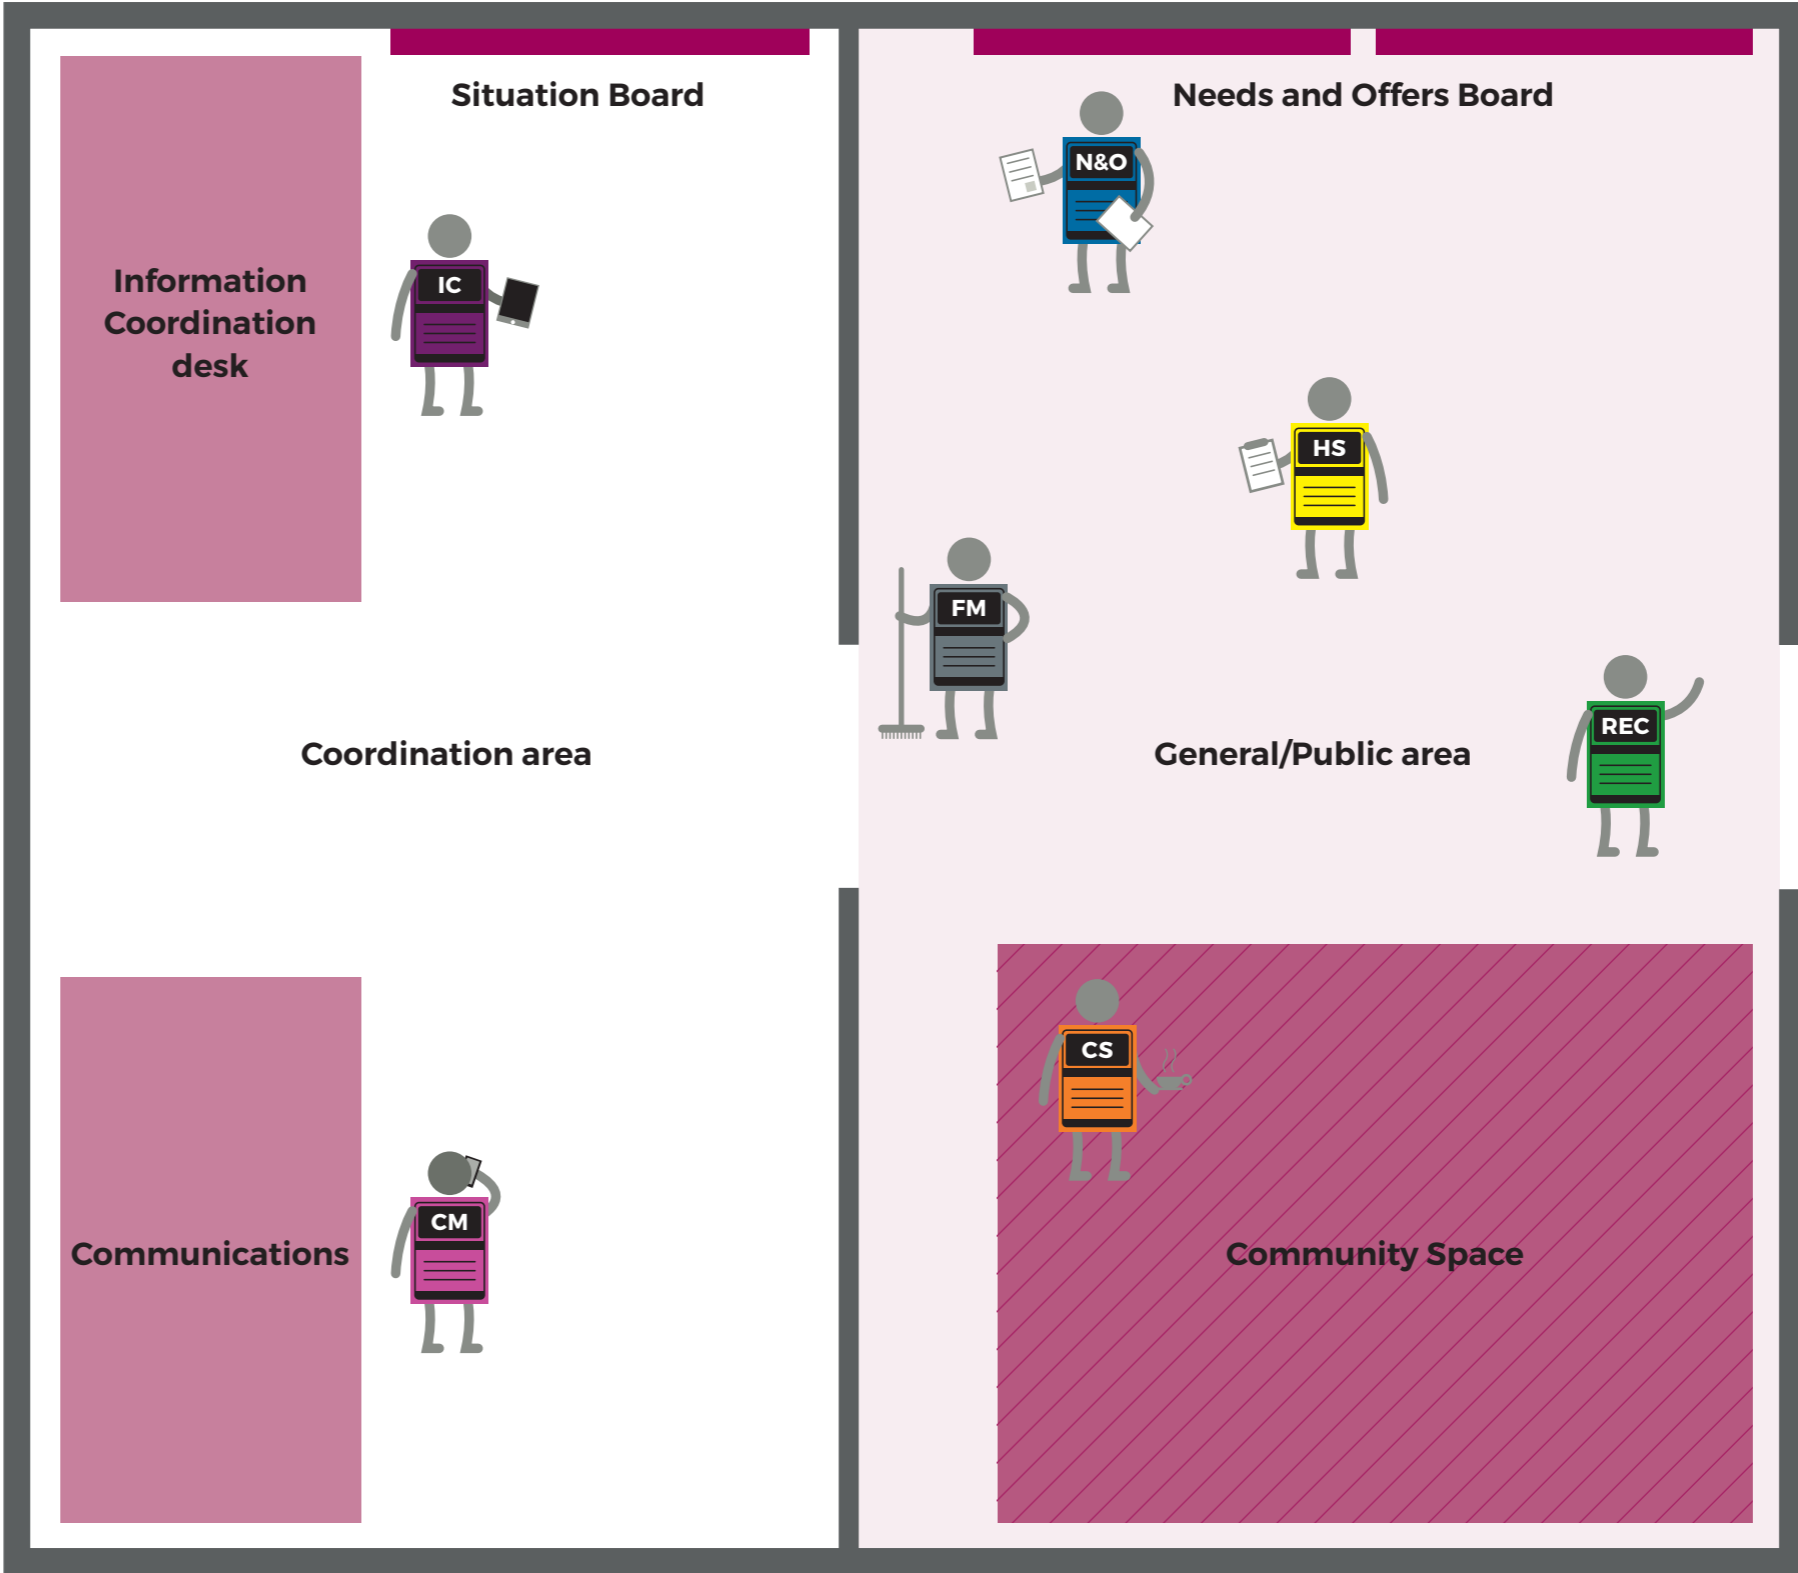 Situation Board
Needs and Offers Board
N&O
Information
Coordination
desk
IC
HS
FM
REC
Coordination area
General/Public area
CS
CM
Communications
Community Space